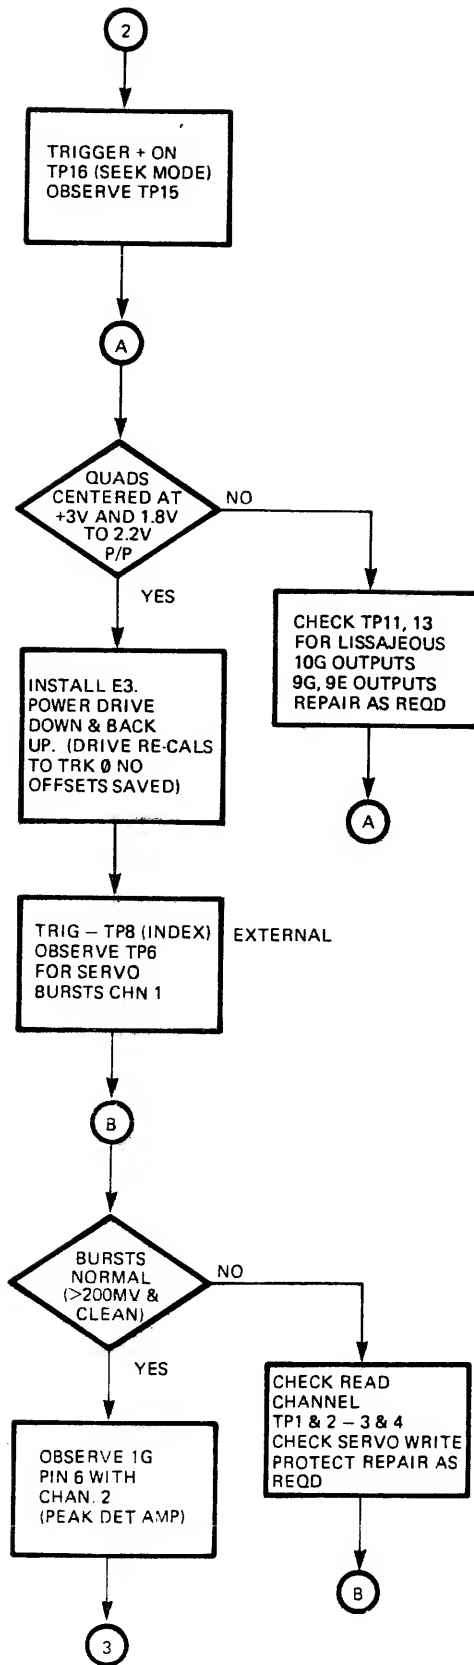 2
TRIGGER + ON
TP16 (SEEK MODE)
OBSERVE TP15
A
QUADS
CENTERED AT
+3V AND 1.8V
TO 2.2V
P/P
NO
YES
CHECK TP11, 13
FOR LISSAJEOUS
10G OUTPUTS
9G, 9E OUTPUTS
REPAIR AS REQD
A
INSTALL E3.
POWER DRIVE
DOWN & BACK
UP. (DRIVE RE-CALS
TO TRK 0 NO
OFFSETS SAVED)
TRIG – TP8 (INDEX)
OBSERVE TP6
FOR SERVO
BURSTS CHN 1
EXTERNAL
B
BURSTS
NORMAL
(>200MV &
CLEAN)
NO
YES
CHECK READ
CHANNEL
TP1 & 2 – 3 & 4
CHECK SERVO WRITE
PROTECT REPAIR AS
REQD
B
OBSERVE 1G
PIN 6 WITH
CHAN. 2
(PEAK DET AMP)
3